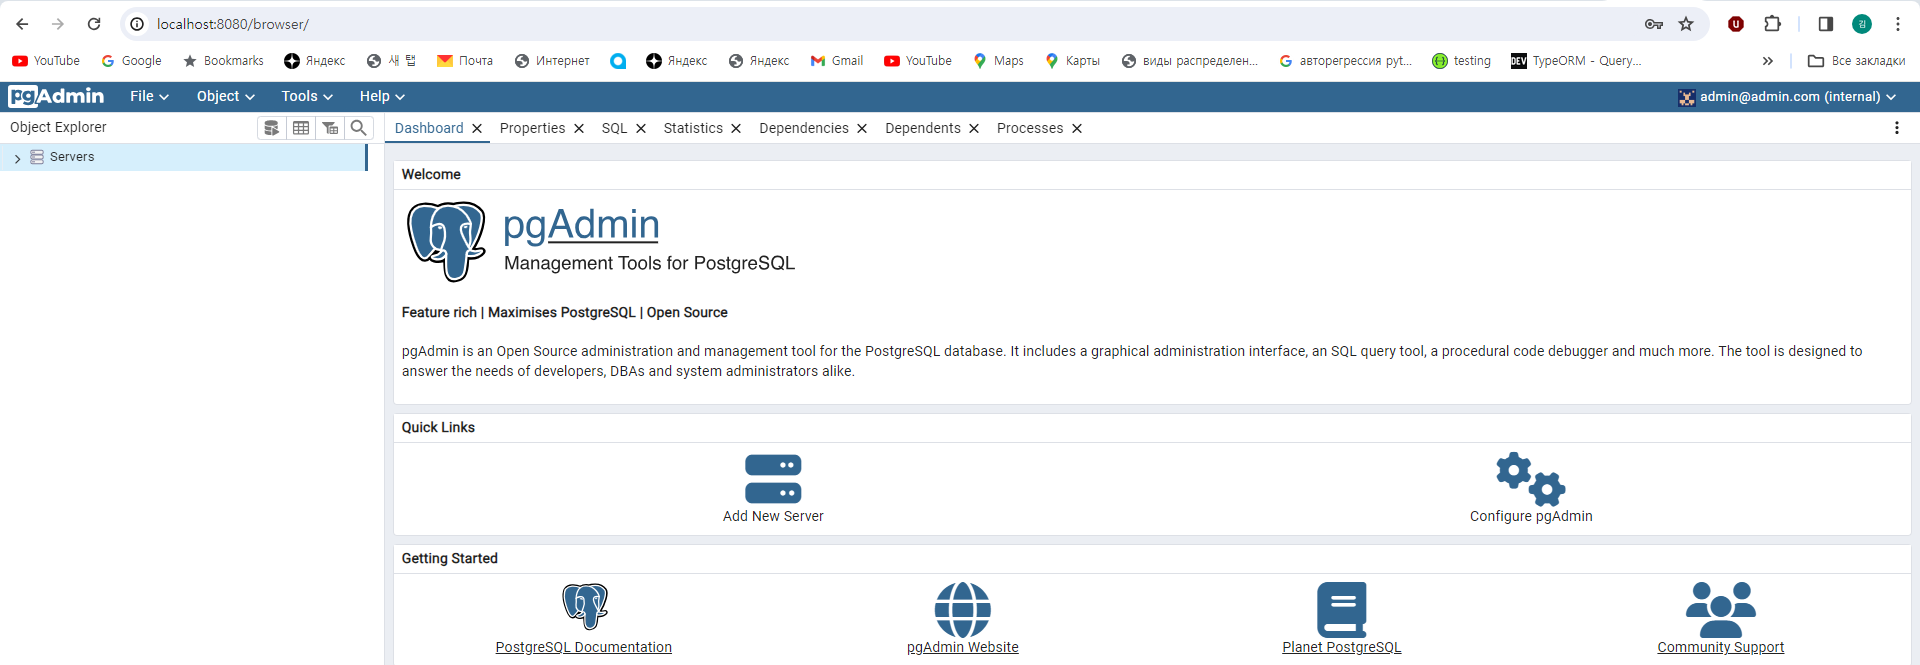 localhost:8080/browser/
YouTube Google Bookmarks Яндекс 새 탭 Почта Интернет Яндекс Яндекс Gmail YouTube Maps Карты виды распределен... авторегрессия pyt... testing DEV TypeORM - Query... » Все закладки
pgAdmin File Object Tools Help admin@admin.com (internal)
Object Explorer
Dashboard Properties SQL Statistics Dependencies Dependents Processes
Servers
Welcome
pgAdmin
Management Tools for PostgreSQL
Feature rich | Maximises PostgreSQL | Open Source
pgAdmin is an Open Source administration and management tool for the PostgreSQL database. It includes a graphical administration interface, an SQL query tool, a procedural code debugger and much more. The tool is designed to
answer the needs of developers, DBAs and system administrators alike.
Quick Links
Add New Server Configure pgAdmin
Getting Started
PostgreSQL Documentation pgAdmin Website Planet PostgreSQL Community Support